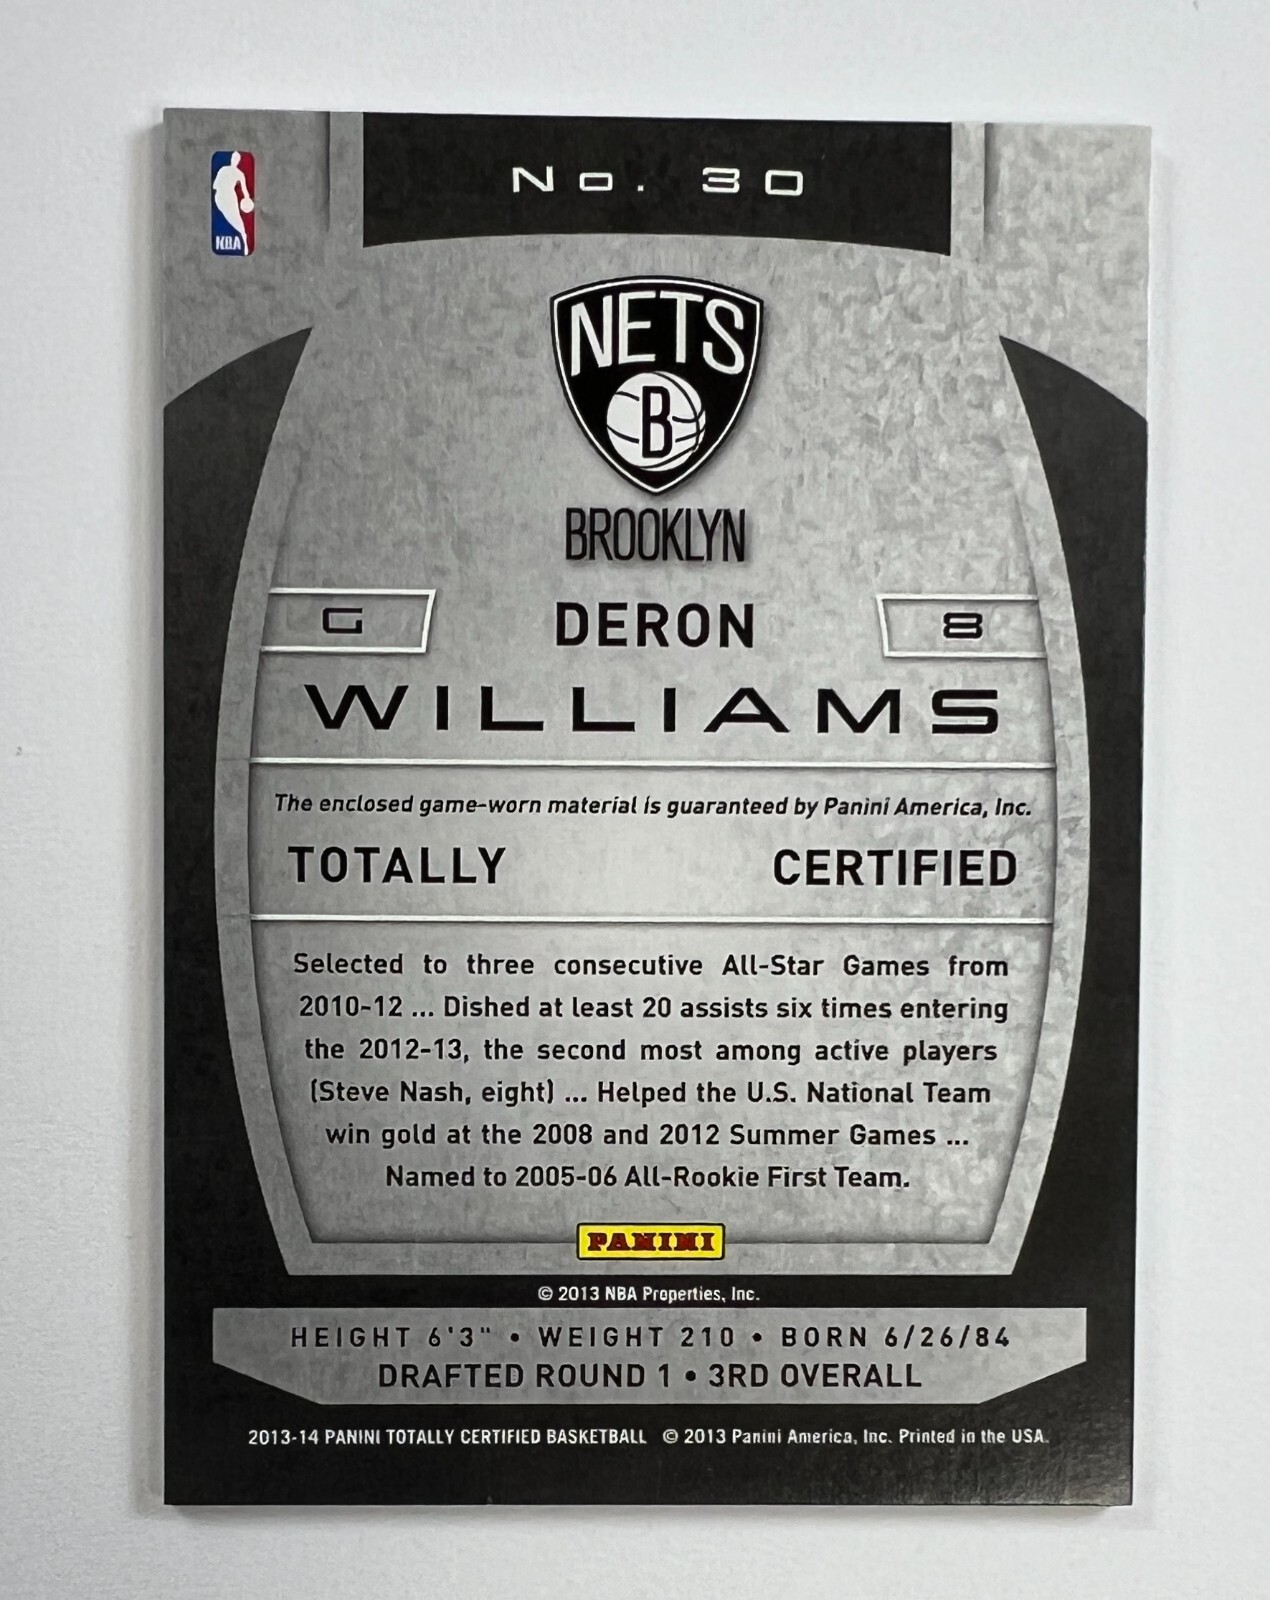 No. 30
NBA
NETS
B
BROOKLYN
G DERON 8
WILLIAMS
The enclosed game-worn material is guaranteed by Panini America, Inc.
TOTALLY CERTIFIED
Selected to three consecutive All-Star Games from
2010-12 ... Dished at least 20 assists six times entering
the 2012-13, the second most among active players
(Steve Nash, eight) ... Helped the U.S. National Team
win gold at the 2008 and 2012 Summer Games ...
Named to 2005-06 All-Rookie First Team.
PANINI
© 2013 NBA Properties, Inc.
HEIGHT 6'3" • WEIGHT 210 • BORN 6/26/84
DRAFTED ROUND 1 • 3RD OVERALL
2013-14 PANINI TOTALLY CERTIFIED BASKETBALL © 2013 Panini America, Inc. Printed in the USA.